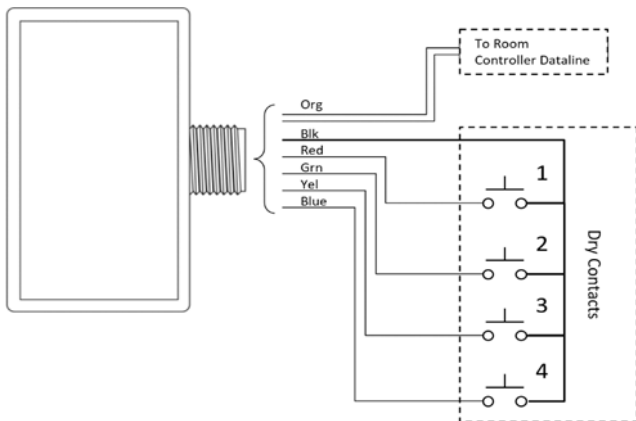 To Room
Controller Dataline
Org
Blk
Red
Grn
Yel
Blue
1
2
3
4
Dry Contacts